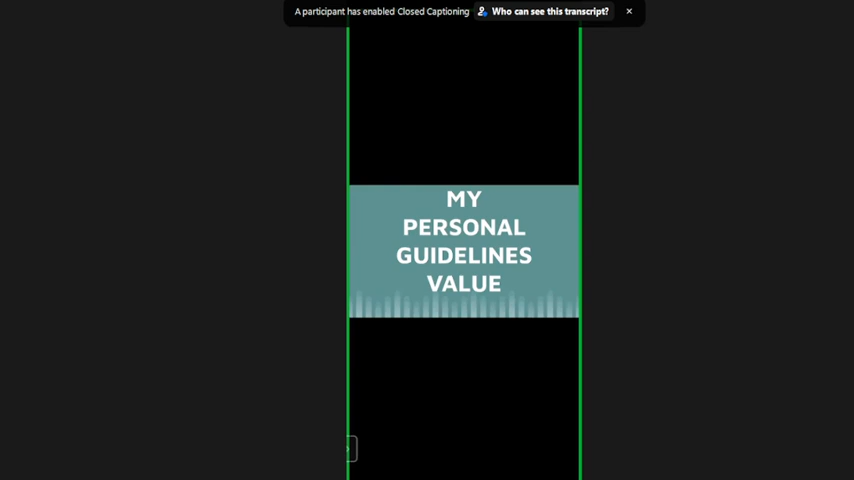 A participant has enabled Closed Captioning Who can see this transcript?
MY
PERSONAL
GUIDELINES
VALUE